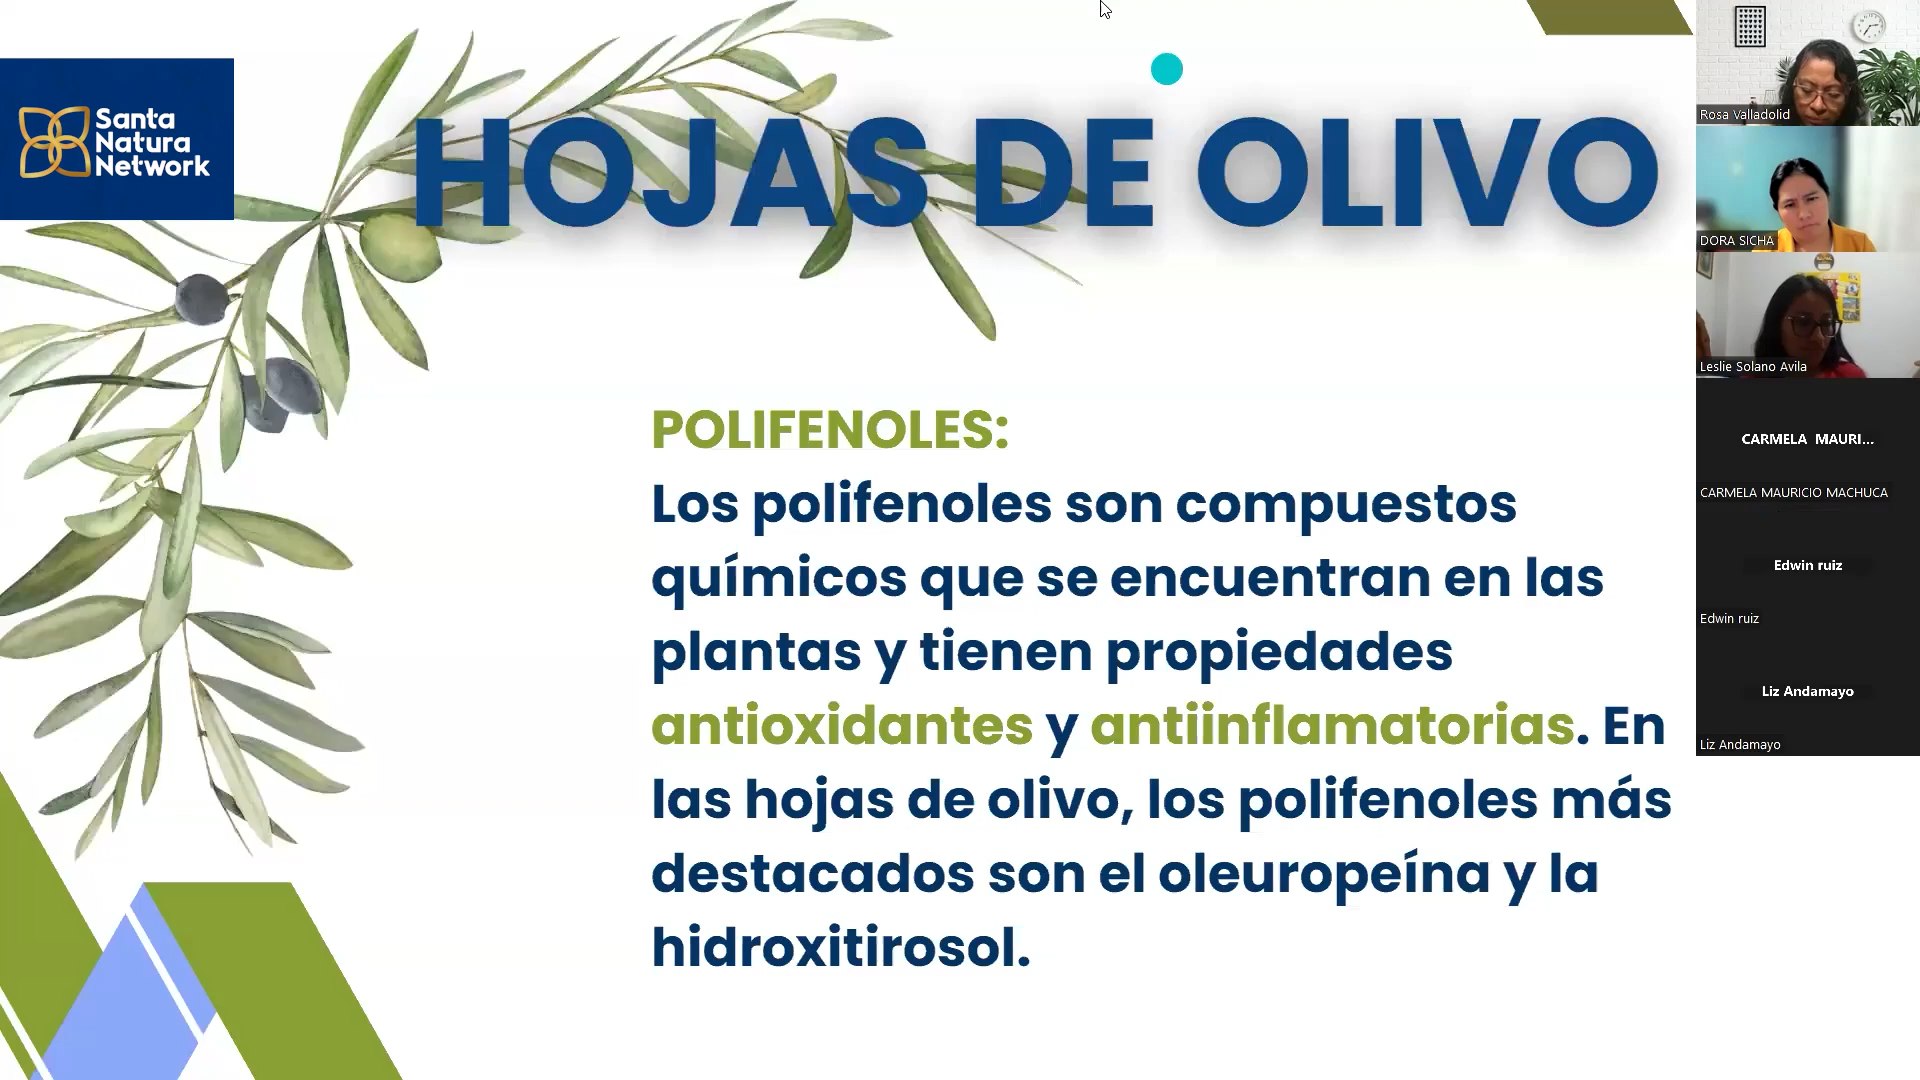 Santa
Natura
Network
HOJAS DE OLIVO
POLIFENOLES:
Los polifenoles son compuestos
químicos que se encuentran en las
plantas y tienen propiedades
antioxidantes y antiinflamatorias. En
las hojas de olivo, los polifenoles más
destacados son el oleuropeína y la
hidroxitirosol.
Rosa Valladolid
DORA SICHA
Leslie Solano Avila
CARMELA MAURI...
CARMELA MAURICIO MACHUCA
Edwin ruiz
Edwin ruiz
Liz Andamayo
Liz Andamayo